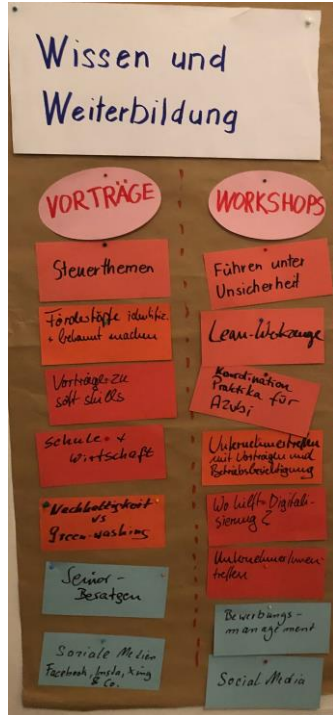 Wissen und
Weiterbildung
VORTRÄGE
Steuerthemen
Fördertöpfe identifiz.
+ bekannt machen
Vorträge zu
soft skills
Schule +
Wirtschaft
Nachhaltigkeit
vs
Green-washing
Senior-
Soziale Medien
Facebook, Insta, Xing
& Co.
WORKSHOPS
Führen unter
Unsicherheit
Lean-Werkzeuge
Koordination
Praktika für
Azubi
Unternehmertreffen
mit Vorträgen und
Betriebsbesichtigung
Wo hilft Digitali-
sierung?
Unternehmerinnen-
treffen
Bewerbungs-
management
Social Media